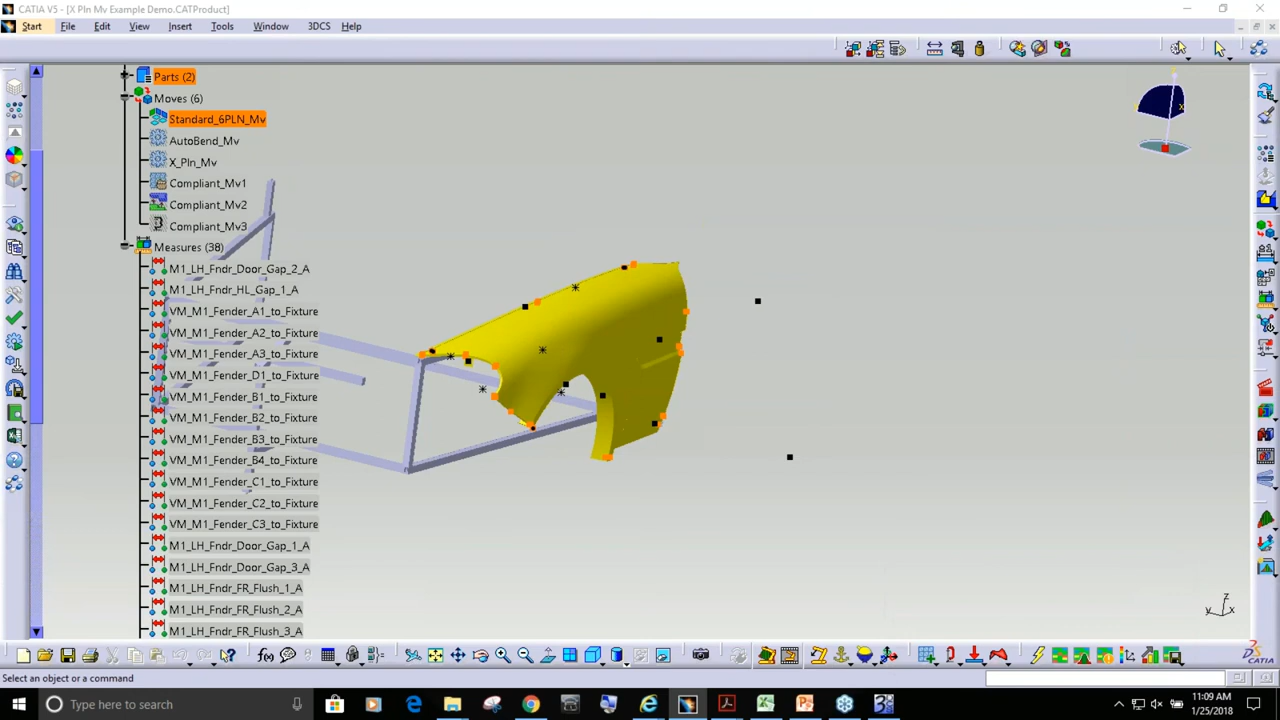 CATIA V5 - [X Pln Mv Example Demo.CATProduct]
Start File Edit View Insert Tools Window 3DCS Help
Parts (2)
Moves (6)
Standard_6PLN_Mv
AutoBend_Mv
X_Pln_Mv
Compliant_Mv1
Compliant_Mv2
Compliant_Mv3
Measures (38)
M1_LH_Fndr_Door_Gap_2_A
M1_LH_Fndr_HL_Gap_1_A
VM_M1_Fender_A1_to_Fixture
VM_M1_Fender_A2_to_Fixture
VM_M1_Fender_A3_to_Fixture
VM_M1_Fender_D1_to_Fixture
VM_M1_Fender_B1_to_Fixture
VM_M1_Fender_B2_to_Fixture
VM_M1_Fender_B3_to_Fixture
VM_M1_Fender_B4_to_Fixture
VM_M1_Fender_C1_to_Fixture
VM_M1_Fender_C2_to_Fixture
VM_M1_Fender_C3_to_Fixture
M1_LH_Fndr_Door_Gap_1_A
M1_LH_Fndr_Door_Gap_3_A
M1_LH_Fndr_FR_Flush_1_A
M1_LH_Fndr_FR_Flush_2_A
M1_LH_Fndr_FR_Flush_3_A
z
y x
f(x)
Select an object or a command
Type here to search
11:09 AM
1/25/2018